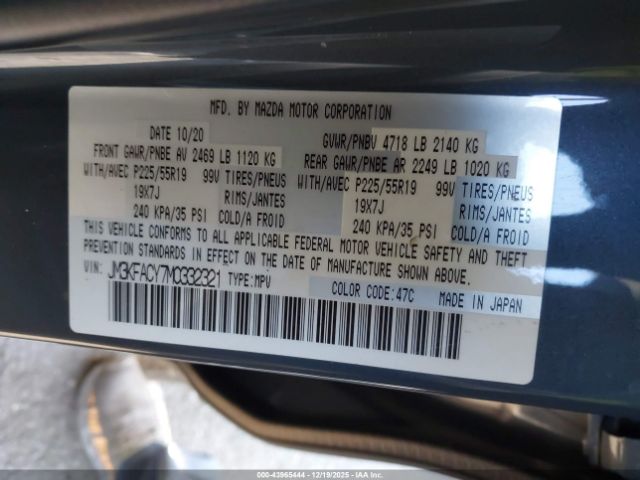 MFD. BY MAZDA MOTOR CORPORATION
DATE 10/20 GVWR/PNBV 4718 LB 2140 KG
FRONT GAWR/PNBE AV 2469 LB 1120 KG REAR GAWR/PNBE AR 2249 LB 1020 KG
WITH/AVEC P225/55R19 99V TIRES/PNEUS WITH/AVEC P225/55R19 99V TIRES/PNEUS
19X7J RIMS/JANTES 19X7J RIMS/JANTES
240 KPA/35 PSI COLD/A FROID 240 KPA/35 PSI COLD/A FROID
THIS VEHICLE CONFORMS TO ALL APPLICABLE FEDERAL MOTOR VEHICLE SAFETY AND THEFT
PREVENTION STANDARDS IN EFFECT ON THE DATE OF MANUFACTURE SHOWN ABOVE.
VIN: JM3KFACY7M0332321 TYPE:MPV COLOR CODE:47C MADE IN JAPAN
000-43965444 - 12/19/2025 - IAAI.COM